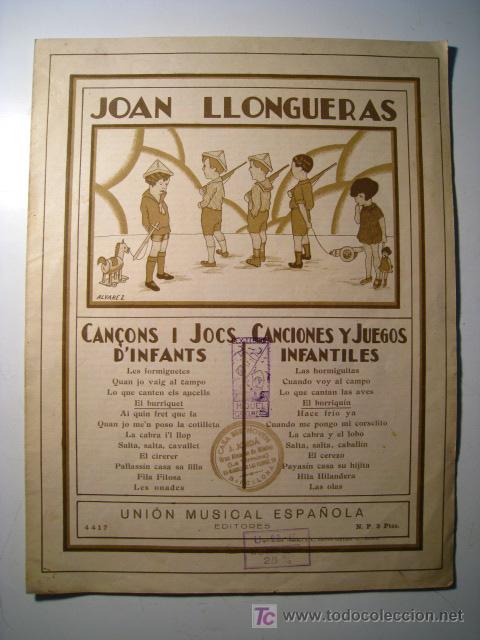 JOAN LLONGUERAS
ALVAREZ
CANÇONS I JOCS
D'INFANTS
Les formiguetes
Quan jo vaig al campo
Lo que canten els aucells
El burriquet
Ai quin fret que fa
Quan jo me'n poso la cotilleta
La cabra i'l llop
Salta, salta, cavallet
El cirerer
Pallassin casa sa filla
Fila Filosa
Les onades
CANCIONES Y JUEGOS
INFANTILES
Las hormiguitas
Cuando voy al campo
Lo que cantan las aves
El borriquín
Hace frío ya
Cuando me pongo mi corselito
La cabra y el lobo
Salta, salta, caballín
El cerezo
Payasín casa su hijita
Hila Hilandera
Las olas
J. JORDÁ
BARCELONA
UNIÓN MUSICAL ESPAÑOLA
EDITORES
4417
N. P. 3 Ptas.
TC
todocoleccion
www.todocoleccion.net